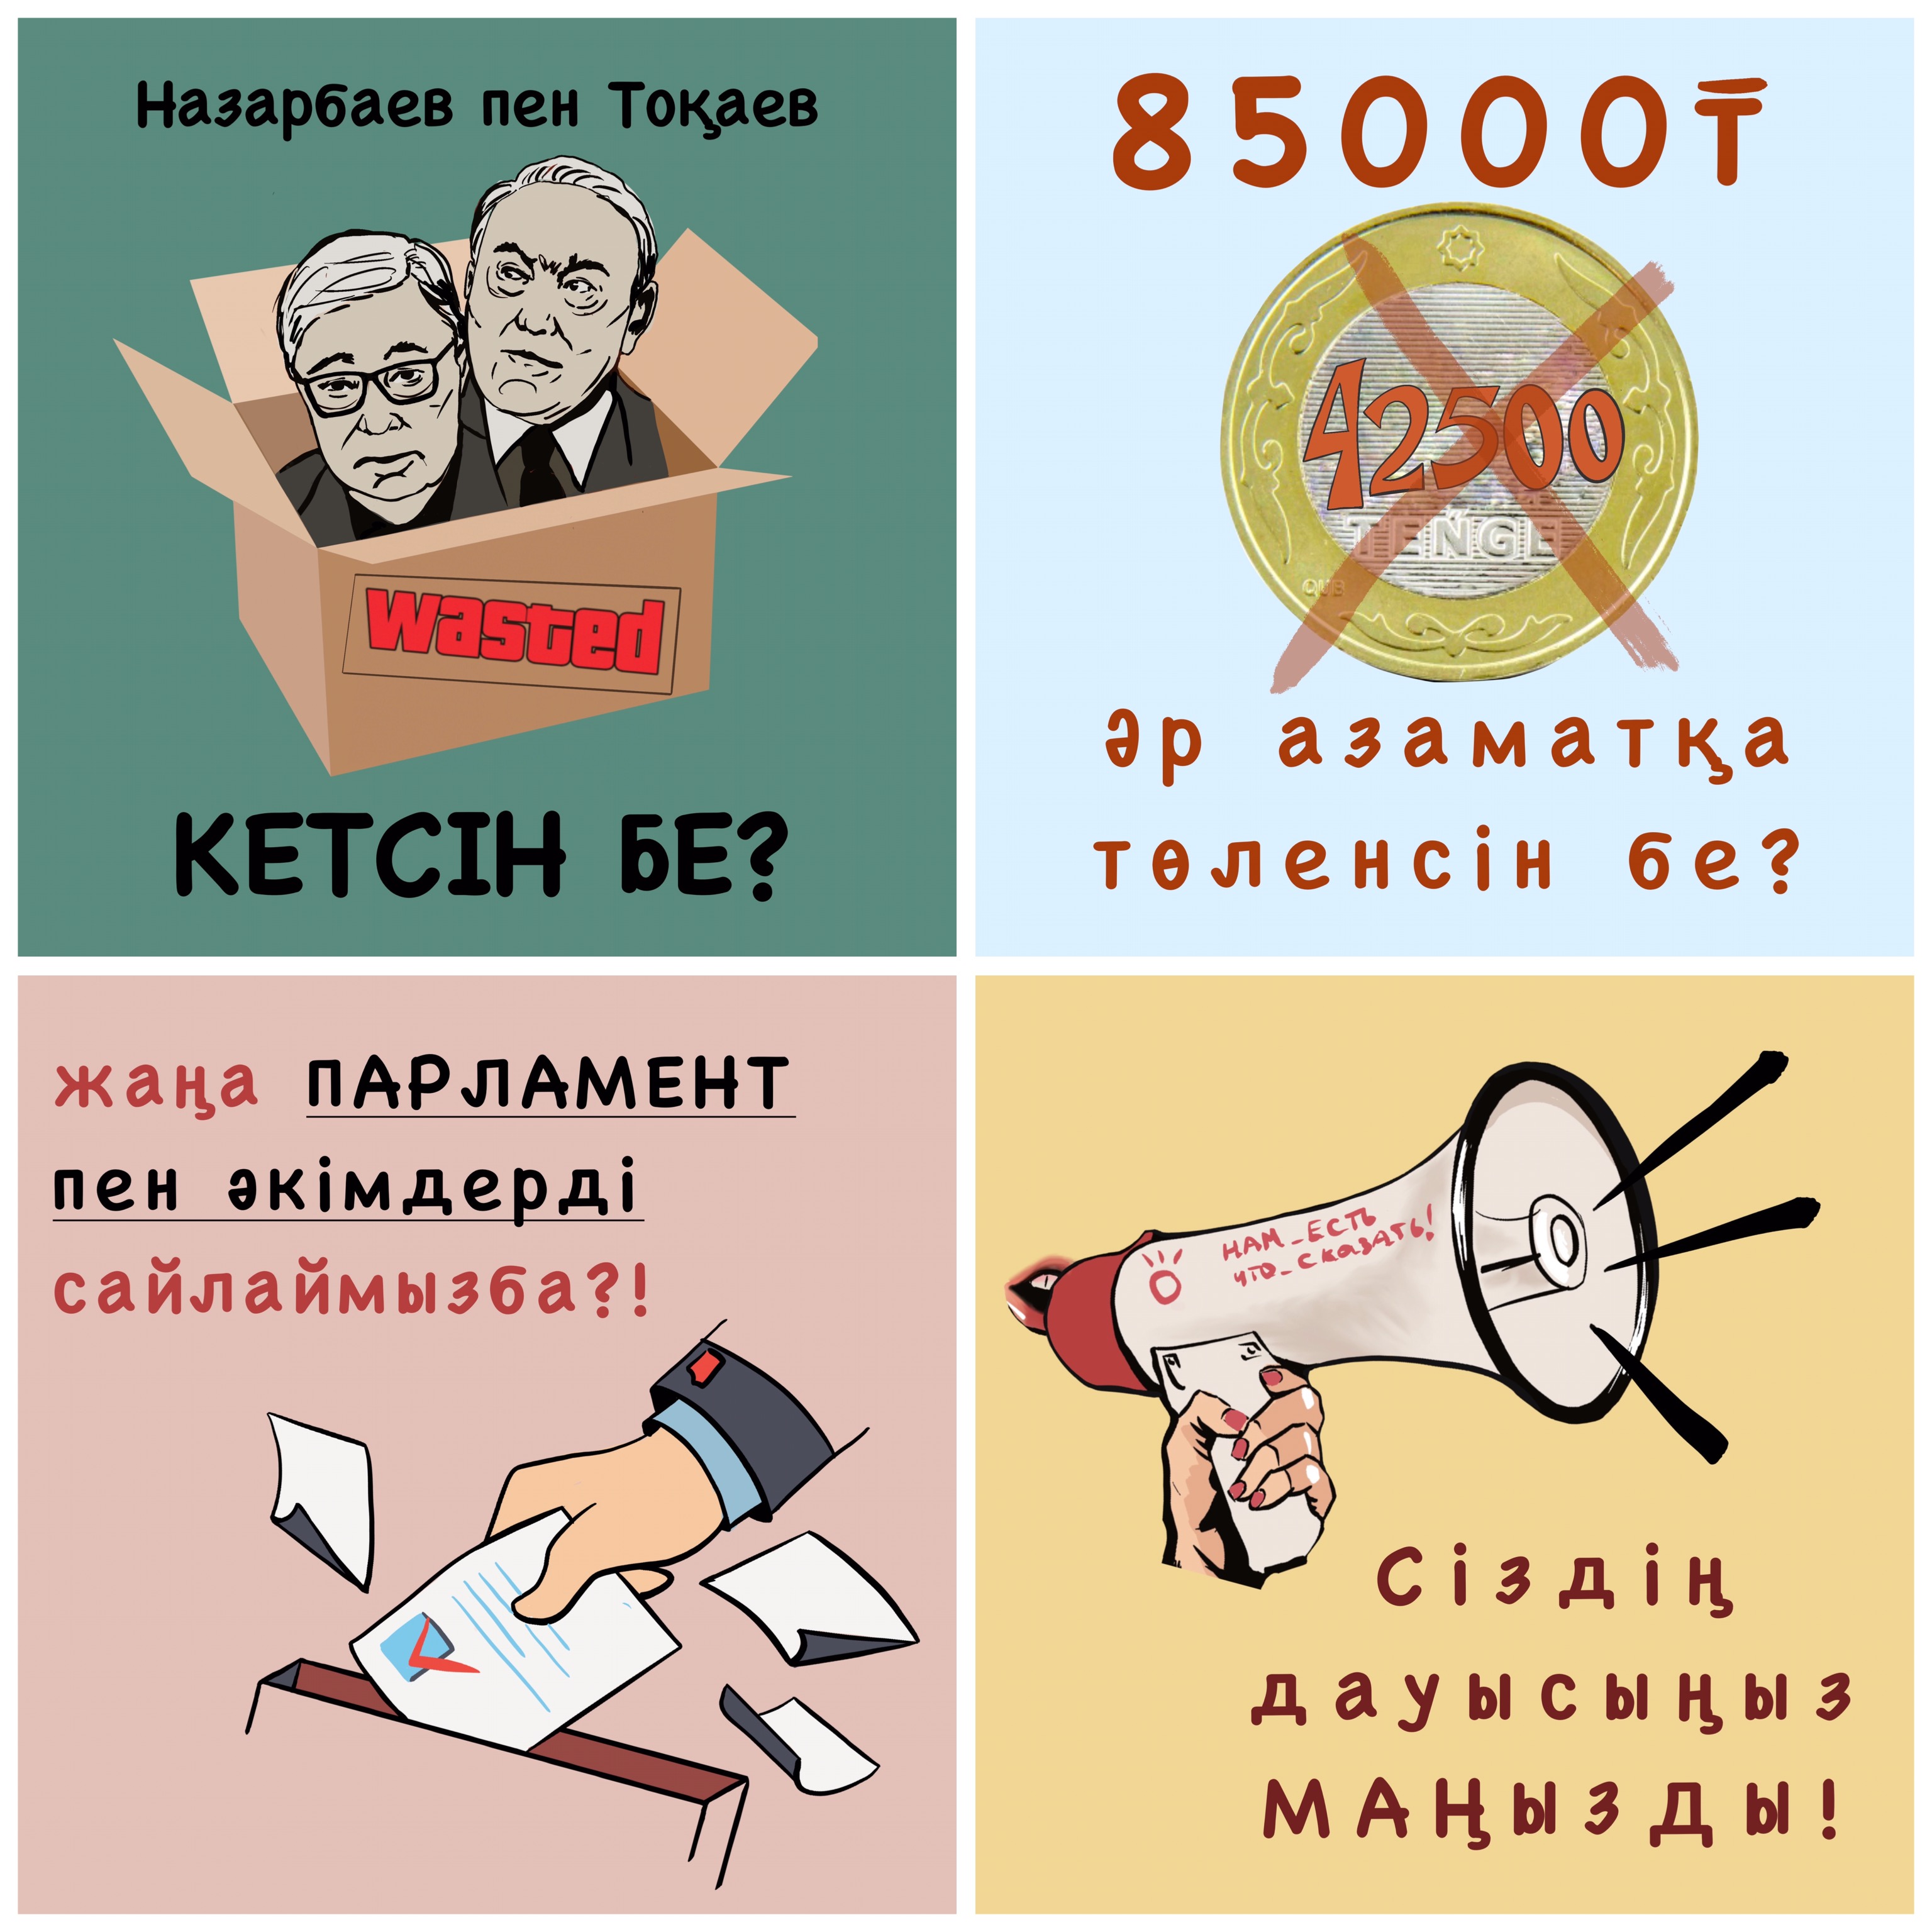 Назарбаев пен Тоқаев
wasted
КЕТСІН БЕ?
85000₸
42500
TEŃGE
QUB
әр азаматқа
төленсін бе?
жаңа ПАРЛАМЕНТ
пен әкімдерді
сайлаймызба?!
НАМ_ЕСТЬ
ЧТО_СКАЗАТЬ!
Сіздің
дауысыңыз
МАҢЫЗДЫ!